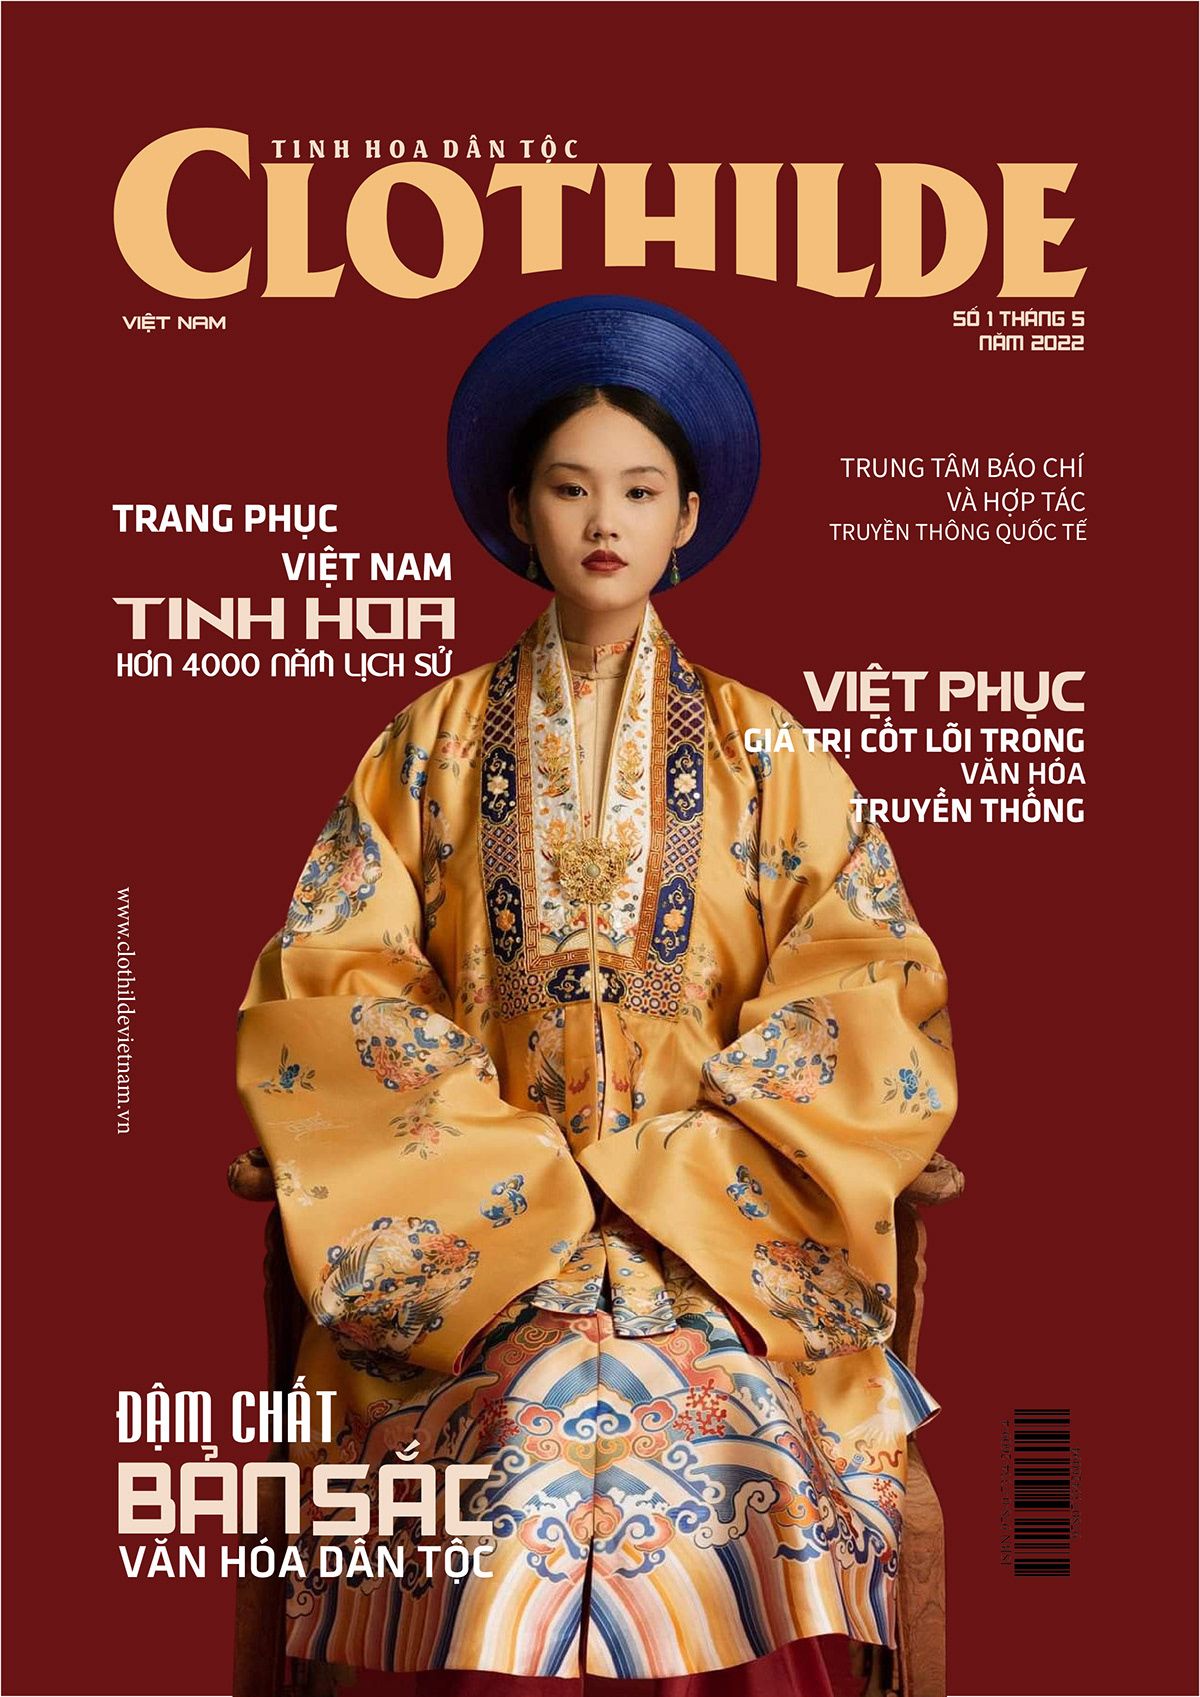 TINH HOA DÂN TỘC
CLOTHILDE
VIỆT NAM
SỐ 1 THÁNG 5
NĂM 2022
TRUNG TÂM BÁO CHÍ
VÀ HỢP TÁC
TRUYỀN THÔNG QUỐC TẾ
TRANG PHỤC
VIỆT NAM
TINH HOA
HƠN 4000 NĂM LỊCH SỬ
VIỆT PHỤC
GIÁ TRỊ CỐT LÕI TRONG
VĂN HÓA
TRUYỀN THỐNG
www.clothildevietnam.vn
ĐẬM CHẤT
BẢN SẮC
VĂN HÓA DÂN TỘC